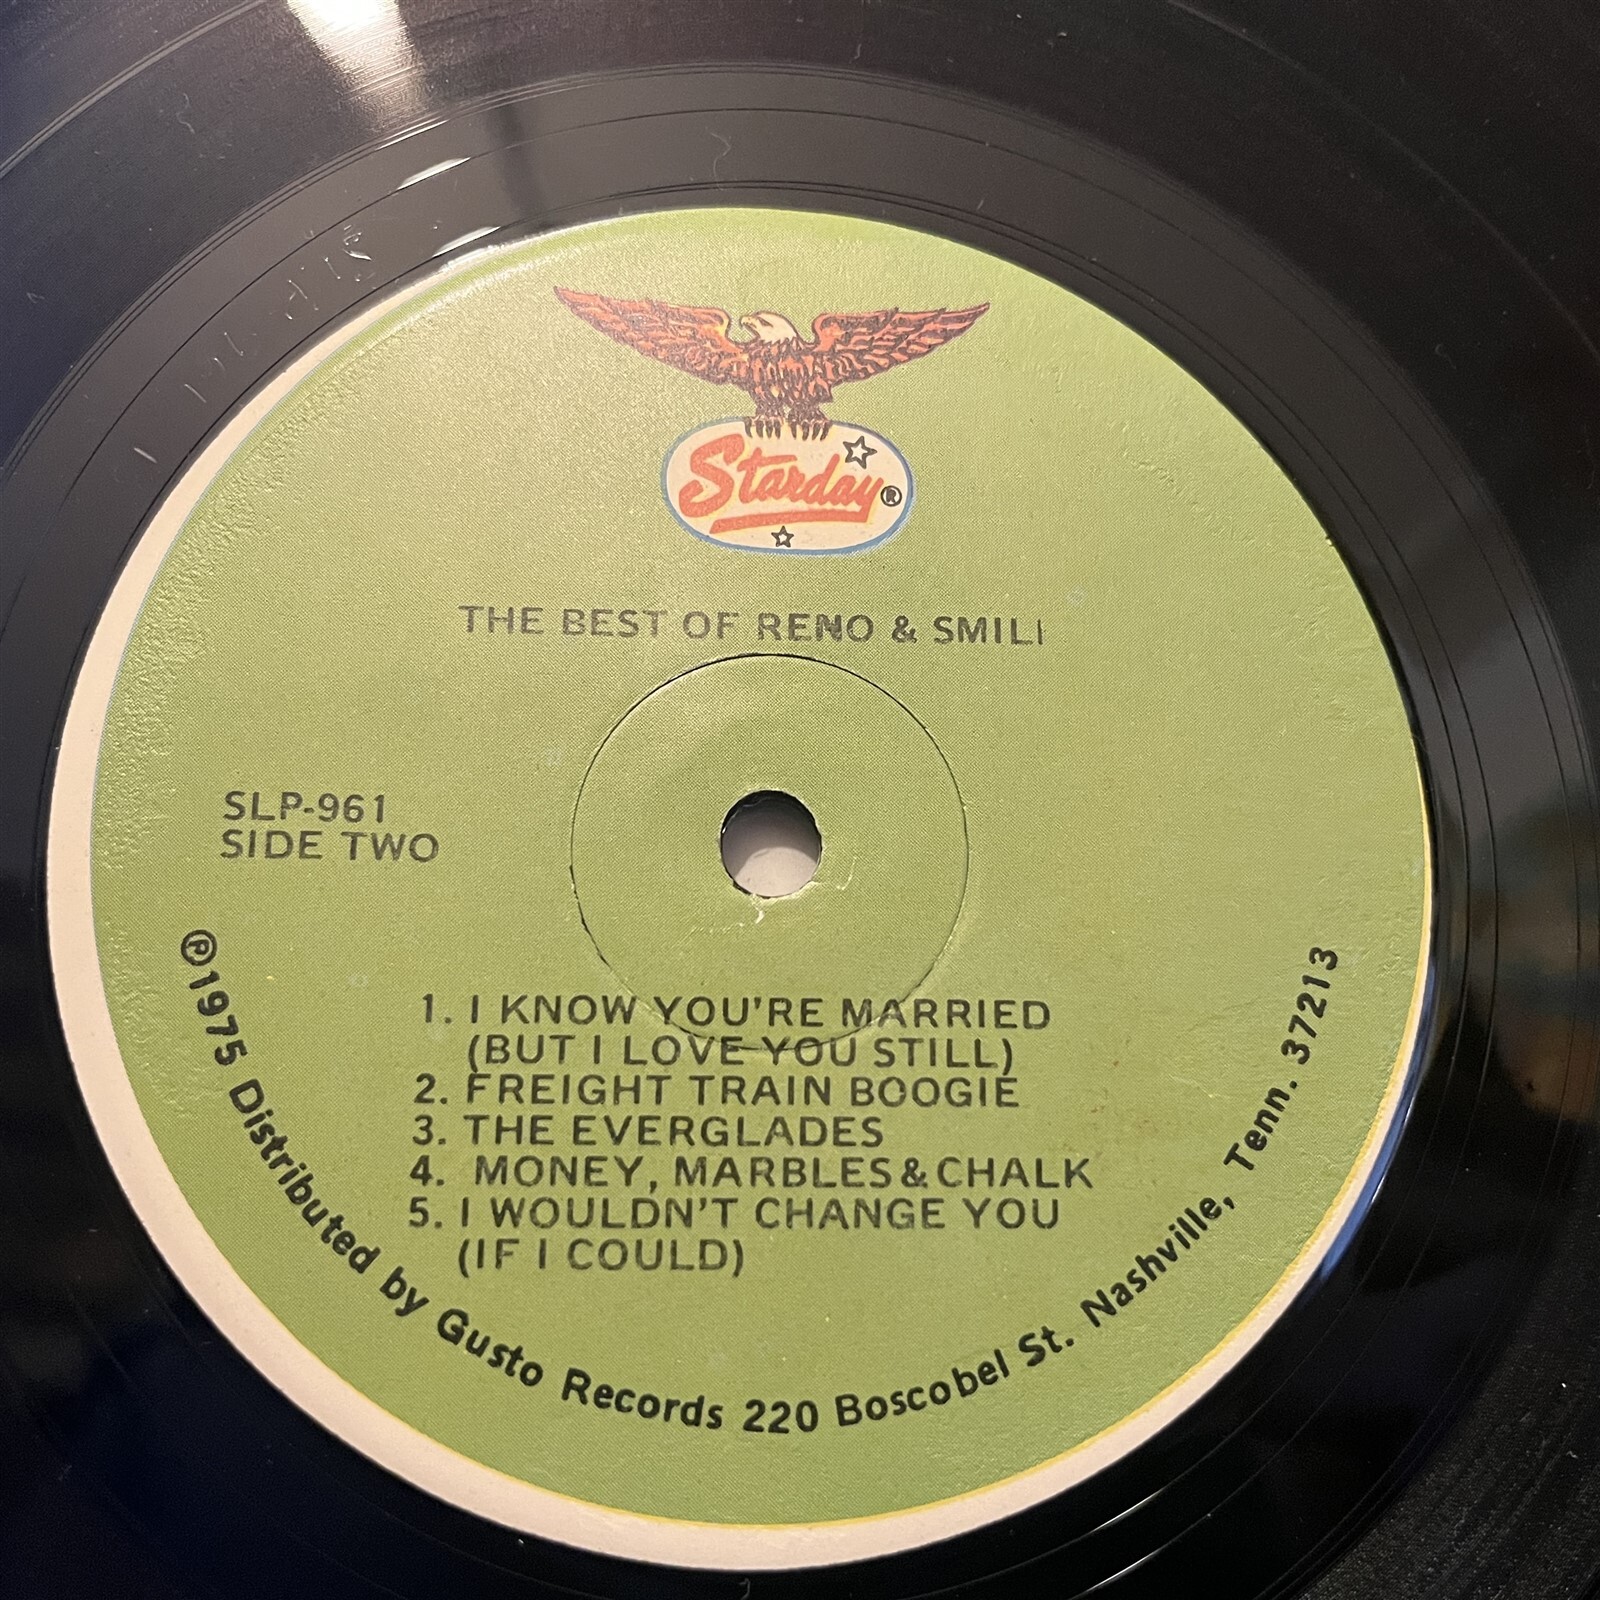 Starday®
THE BEST OF RENO & SMILI
SLP-961
SIDE TWO
1. I KNOW YOU'RE MARRIED
(BUT I LOVE YOU STILL)
2. FREIGHT TRAIN BOOGIE
3. THE EVERGLADES
4. MONEY, MARBLES & CHALK
5. I WOULDN'T CHANGE YOU
(IF I COULD)
℗1975 Distributed by Gusto Records 220 Boscobel St. Nashville, Tenn. 37213